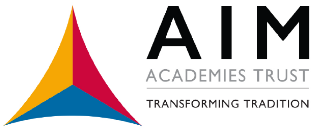 AIM
ACADEMIES TRUST
TRANSFORMING TRADITION